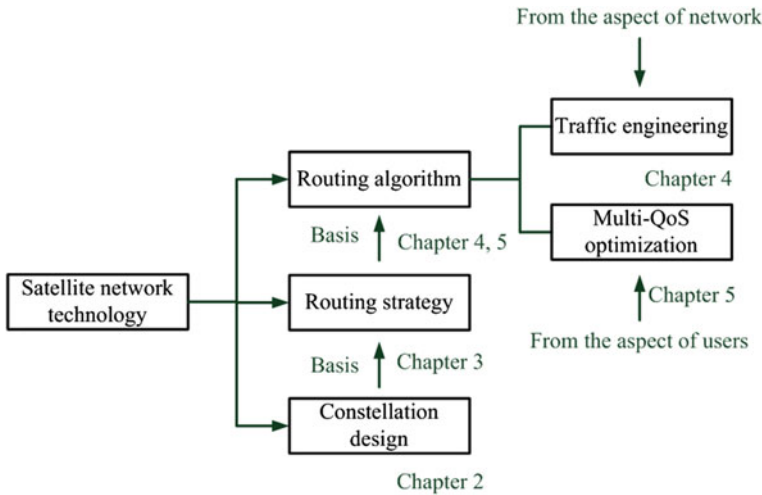 From the aspect of network
Traffic engineering
Chapter 4
Routing algorithm
Multi-QoS
optimization
Basis
Chapter 4, 5
Satellite network
technology
Routing strategy
Chapter 5
From the aspect of users
Basis
Chapter 3
Constellation
design
Chapter 2